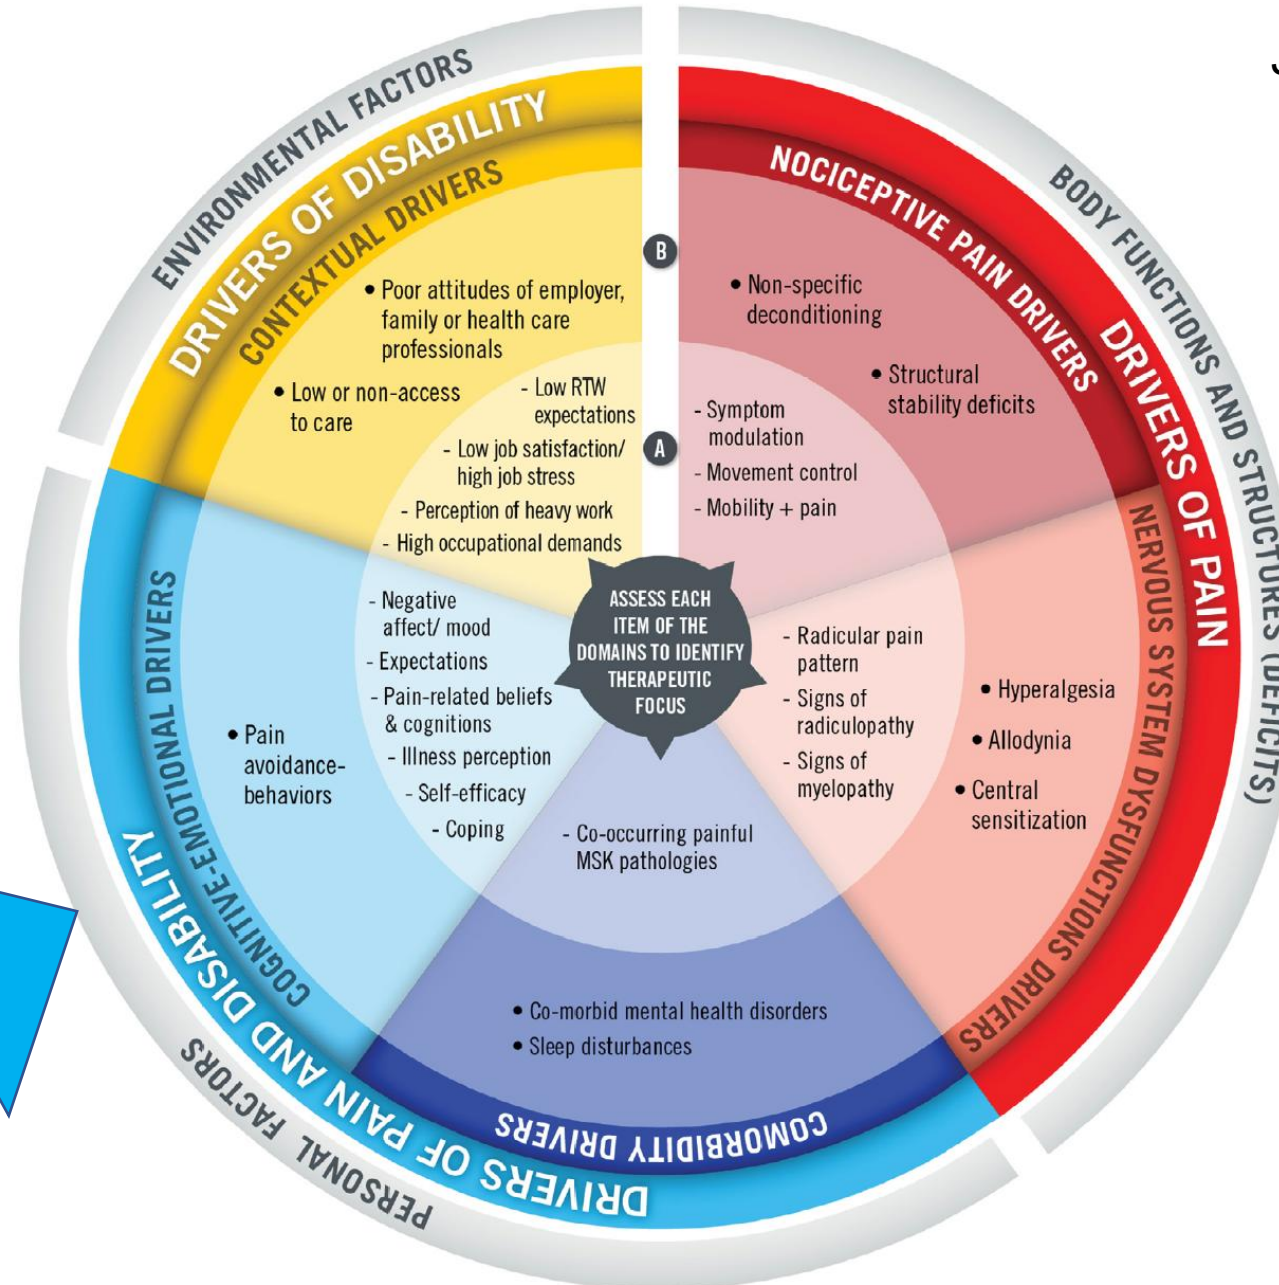 ENVIRONMENTAL FACTORS
DRIVERS OF DISABILITY
CONTEXTUAL DRIVERS
• Poor attitudes of employer,
family or health care
professionals
• Low or non-access
to care
- Low RTW
expectations
- Low job satisfaction/
high job stress
- Perception of heavy work
- High occupational demands
B
A
BODY FUNCTIONS AND STRUCTURES (DEFICITS)
DRIVERS OF PAIN
NOCICEPTIVE PAIN DRIVERS
• Non-specific
deconditioning
• Structural
stability deficits
- Symptom
modulation
- Movement control
- Mobility + pain
NERVOUS SYSTEM DYSFUNCTIONS DRIVERS
- Radicular pain
pattern
- Signs of
radiculopathy
- Signs of
myelopathy
• Hyperalgesia
• Allodynia
• Central
sensitization
ASSESS EACH
ITEM OF THE
DOMAINS TO IDENTIFY
THERAPEUTIC
FOCUS
PERSONAL FACTORS
DRIVERS OF PAIN AND DISABILITY
COGNITIVE-EMOTIONAL DRIVERS
- Negative
affect/ mood
- Expectations
- Pain-related beliefs
& cognitions
- Illness perception
- Self-efficacy
- Coping
• Pain
avoidance-
behaviors
- Co-occurring painful
MSK pathologies
• Co-morbid mental health disorders
• Sleep disturbances
COMORBIDITY DRIVERS